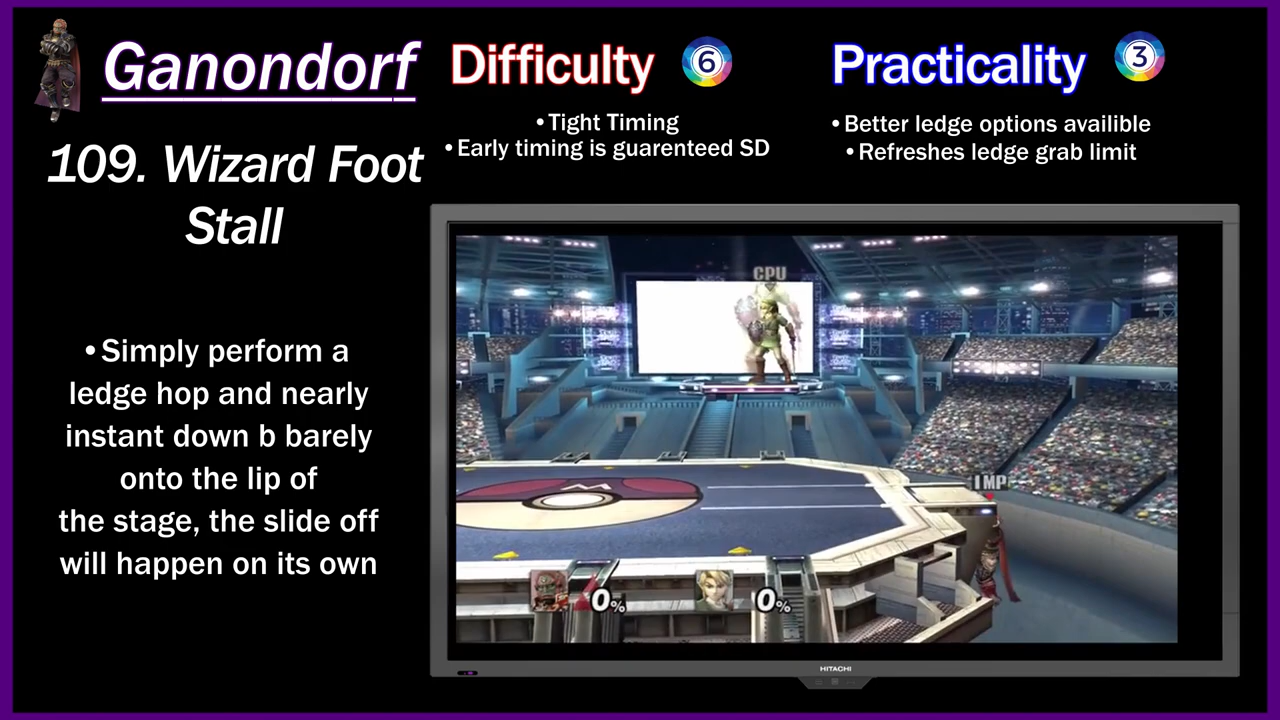 Ganondorf
109. Wizard Foot
Stall
•Simply perform a
ledge hop and nearly
instant down b barely
onto the lip of
the stage, the slide off
will happen on its own
Difficulty 6
•Tight Timing
•Early timing is guarenteed SD
Practicality 3
•Better ledge options availible
•Refreshes ledge grab limit
CPU
IMP
0%
0%
HITACHI